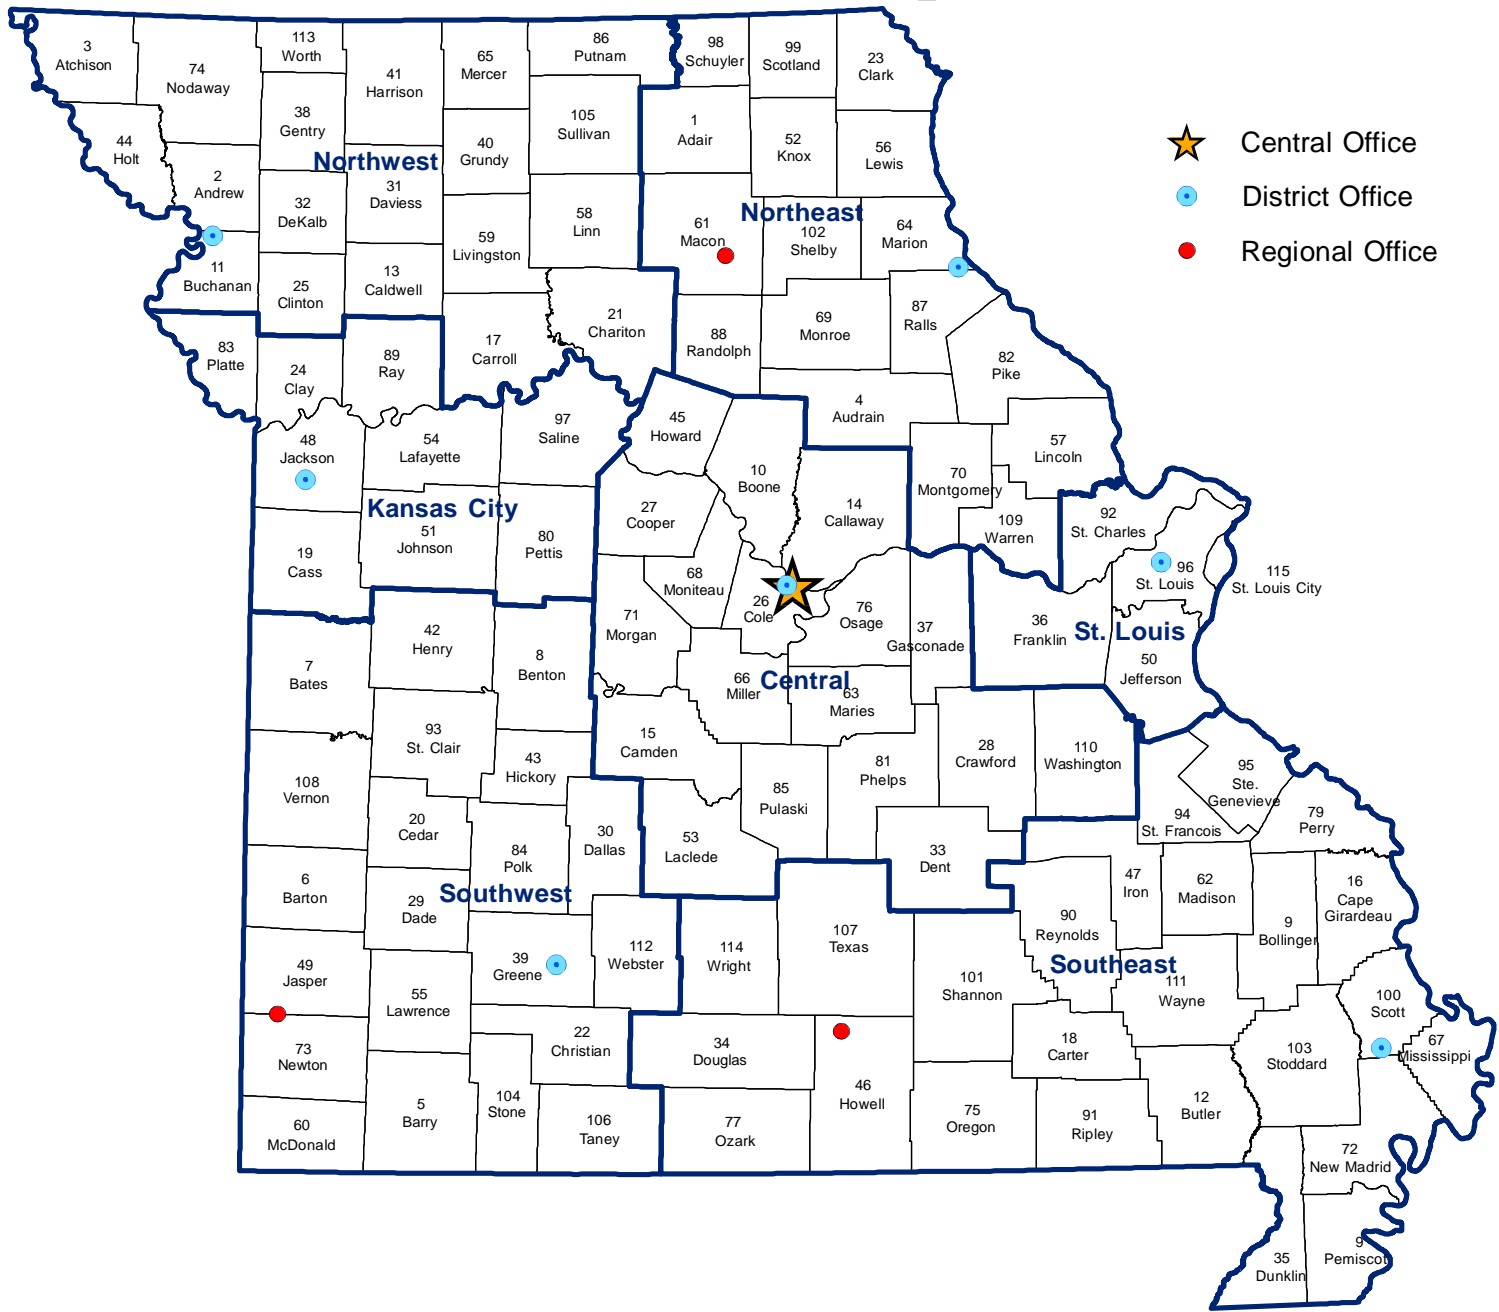 3
Atchison
74
Nodaway
113
Worth
41
Harrison
65
Mercer
86
Putnam
98
Schuyler
99
Scotland
23
Clark
Central Office
District Office
Regional Office
44
Holt
38
Gentry
40
Grundy
105
Sullivan
1
Adair
52
Knox
56
Lewis
Northwest
2
Andrew
32
DeKalb
31
Daviess
59
Livingston
58
Linn
61
Macon
Northeast
102
Shelby
64
Marion
11
Buchanan
25
Clinton
13
Caldwell
17
Carroll
21
Chariton
88
Randolph
69
Monroe
87
Ralls
82
Pike
83
Platte
24
Clay
89
Ray
4
Audrain
48
Jackson
54
Lafayette
97
Saline
45
Howard
10
Boone
14
Callaway
70
Montgomery
57
Lincoln
Kansas City
19
Cass
51
Johnson
80
Pettis
27
Cooper
109
Warren
92
St. Charles
96
St. Louis
115
St. Louis City
68
Moniteau
26
Cole
76
Osage
37
Gasconade
36
Franklin
St. Louis
50
Jefferson
71
Morgan
7
Bates
42
Henry
8
Benton
66
Miller
Central
63
Maries
93
St. Clair
43
Hickory
15
Camden
85
Pulaski
81
Phelps
28
Crawford
110
Washington
95
Ste.
Genevieve
94
St. Francois
79
Perry
108
Vernon
20
Cedar
84
Polk
30
Dallas
53
Laclede
33
Dent
6
Barton
29
Dade
Southwest
90
Reynolds
47
Iron
62
Madison
9
Bollinger
16
Cape
Girardeau
49
Jasper
55
Lawrence
39
Greene
112
Webster
114
Wright
107
Texas
101
Shannon
Southeast
111
Wayne
100
Scott
67
Mississippi
73
Newton
22
Christian
34
Douglas
46
Howell
18
Carter
103
Stoddard
60
McDonald
5
Barry
104
Stone
106
Taney
77
Ozark
75
Oregon
91
Ripley
12
Butler
72
New Madrid
35
Dunklin
9
Pemiscot